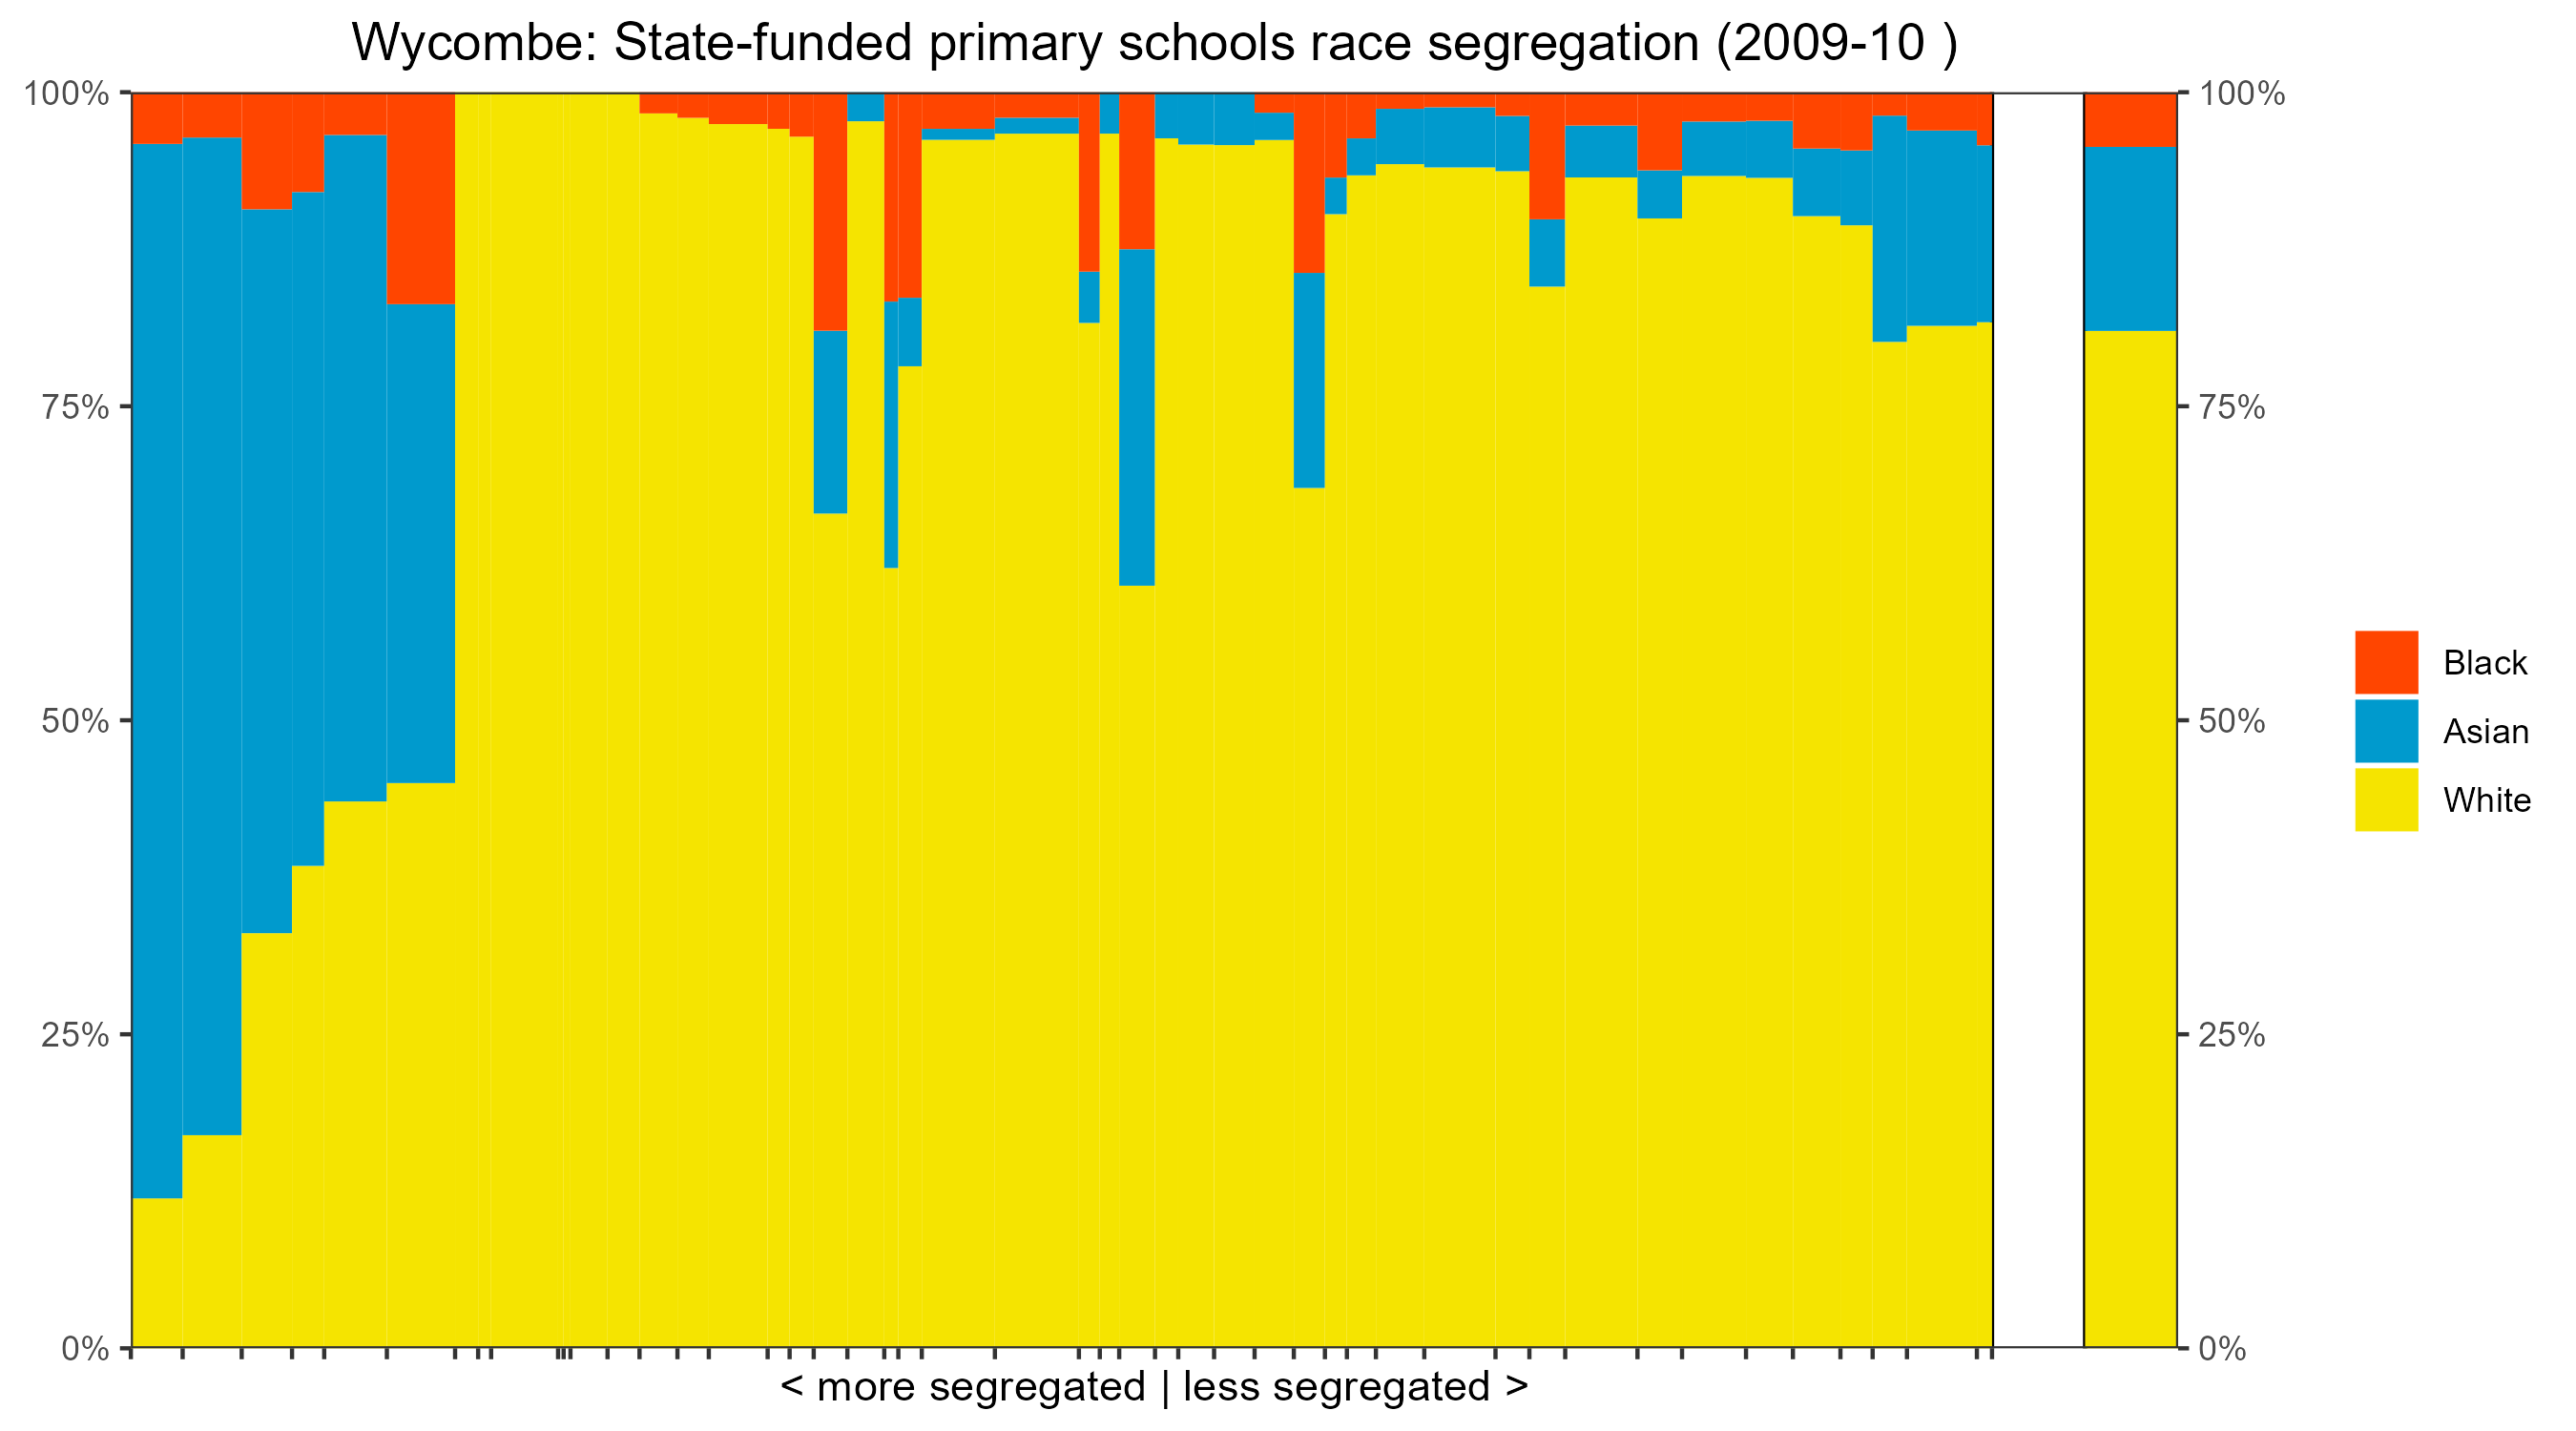 Wycombe: State-funded primary schools race segregation (2009-10 )
100%
75%
50%
25%
0%
100%
75%
50%
25%
0%
Black
Asian
White
< more segregated | less segregated >